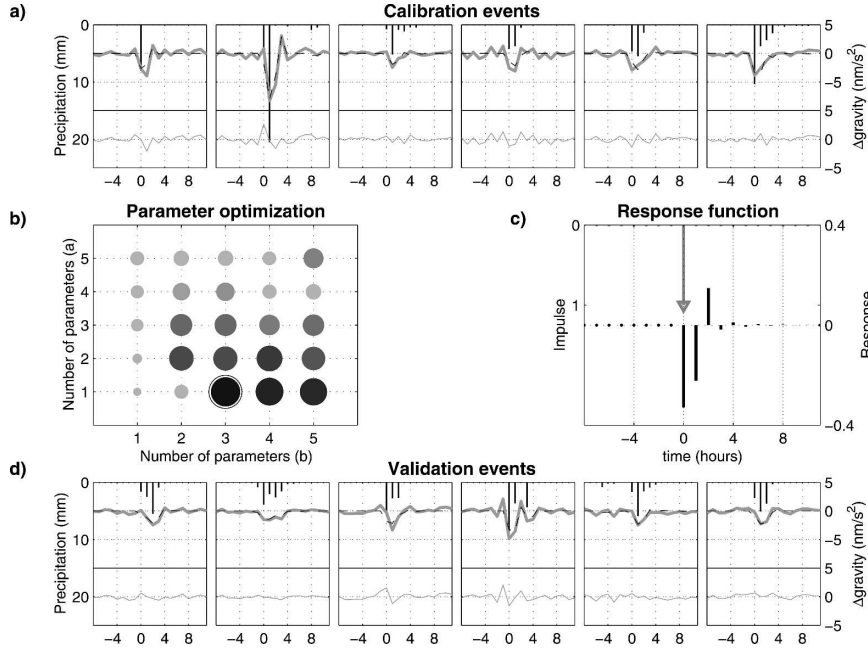 a) Calibration events
Precipitation (mm)
0
10
20
5
0
−5
5
0
−5
Δgravity (nm/s²)
−4 0 4 8 −4 0 4 8 −4 0 4 8 −4 0 4 8 −4 0 4 8 −4 0 4 8
b) Parameter optimization
Number of parameters (a)
5
4
3
2
1
1 2 3 4 5
Number of parameters (b)
c) Response function
Impulse
0
1
0.4
0
−0.4
Response
−4 0 4 8
time (hours)
d) Validation events
Precipitation (mm)
0
10
20
5
0
−5
5
0
−5
Δgravity (nm/s²)
−4 0 4 8 −4 0 4 8 −4 0 4 8 −4 0 4 8 −4 0 4 8 −4 0 4 8